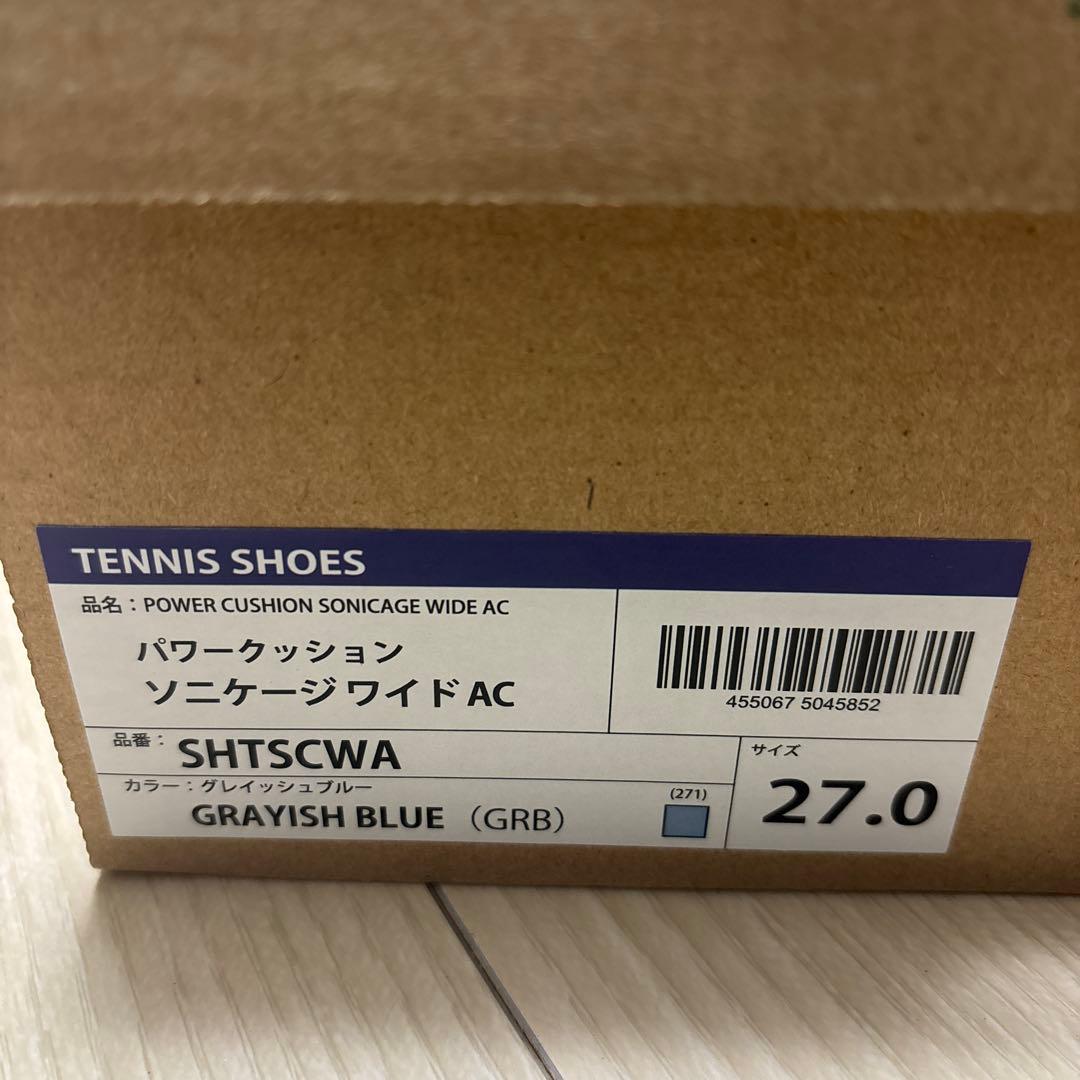 TENNIS SHOES
品名：POWER CUSHION SONICAGE WIDE AC
パワークッション
ソニケージ ワイド AC
455067 5045852
品番：SHTSCWA
サイズ
27.0
カラー：グレイッシュブルー
GRAYISH BLUE （GRB）
(271)